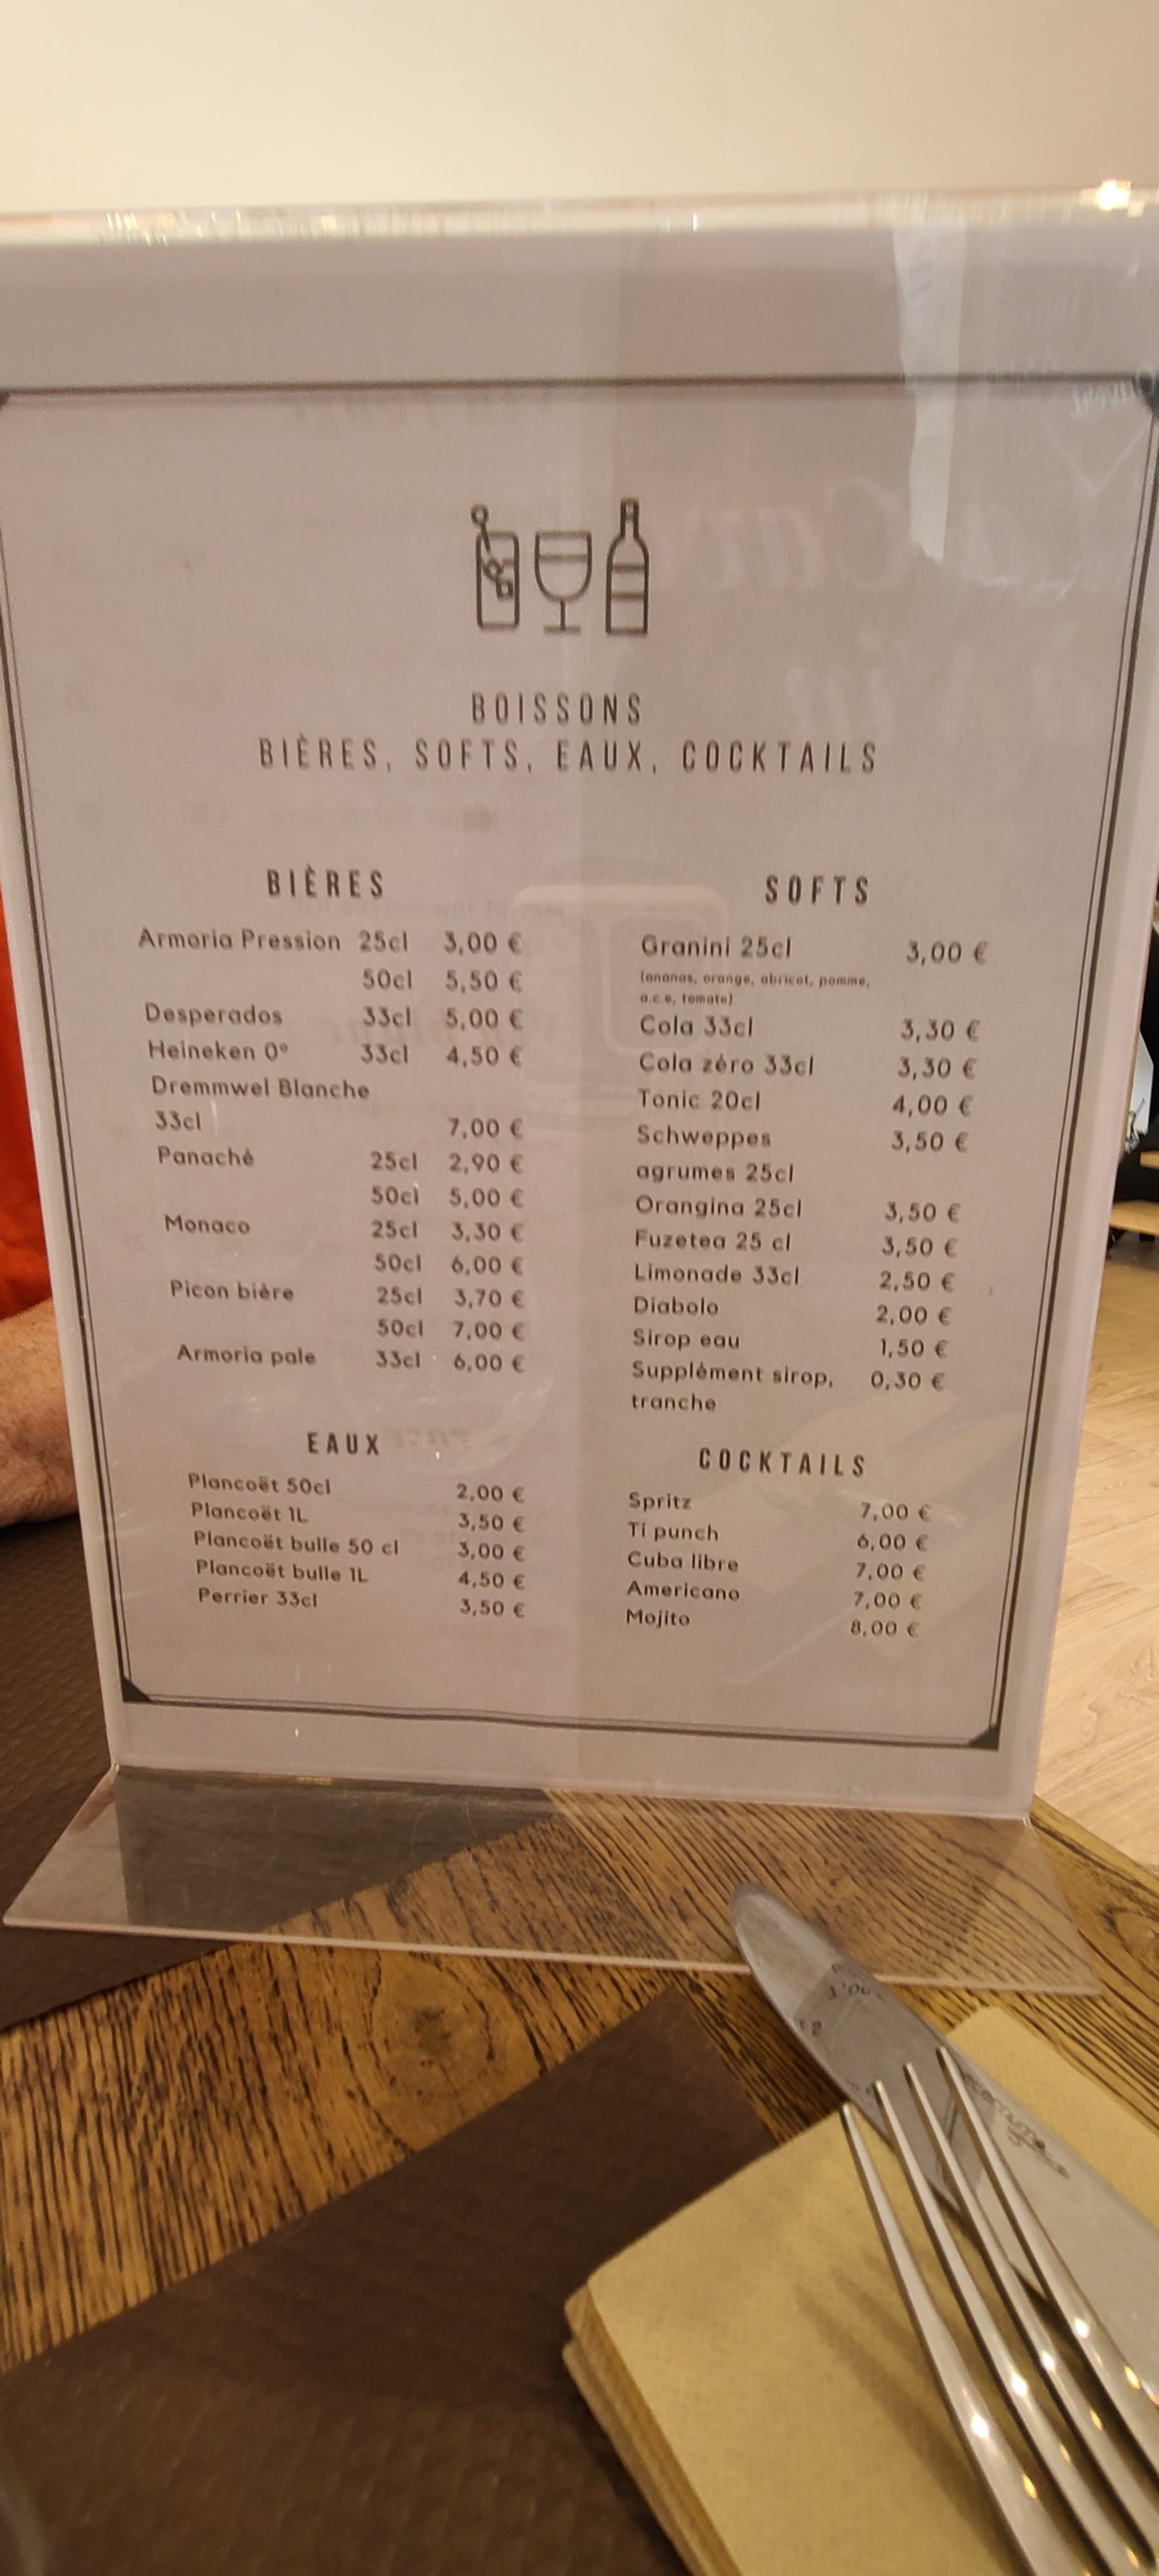 BOISSONS
BIÈRES, SOFTS, EAUX, COCKTAILS
BIÈRES
Armoria Pression 25cl 3,00 €
50cl 5,50 €
Desperados 33cl 5,00 €
Heineken 0° 33cl 4,50 €
Dremmwel Blanche
33cl 7,00 €
Panaché 25cl 2,90 €
50cl 5,00 €
Monaco 25cl 3,30 €
50cl 6,00 €
Picon bière 25cl 3,70 €
50cl 7,00 €
Armoria pale 33cl 6,00 €
EAUX
Plancoët 50cl 2,00 €
Plancoët 1L 3,50 €
Plancoët bulle 50 cl 3,00 €
Plancoët bulle 1L 4,50 €
Perrier 33cl 3,50 €
SOFTS
Granini 25cl 3,00 €
(ananas, orange, abricot, pomme,
a.c.e, tomate)
Cola 33cl 3,30 €
Cola zéro 33cl 3,30 €
Tonic 20cl 4,00 €
Schweppes 3,50 €
agrumes 25cl
Orangina 25cl 3,50 €
Fuzetea 25 cl 3,50 €
Limonade 33cl 2,50 €
Diabolo 2,00 €
Sirop eau 1,50 €
Supplément sirop, 0,30 €
tranche
COCKTAILS
Spritz 7,00 €
Ti punch 6,00 €
Cuba libre 7,00 €
Americano 7,00 €
Mojito 8,00 €